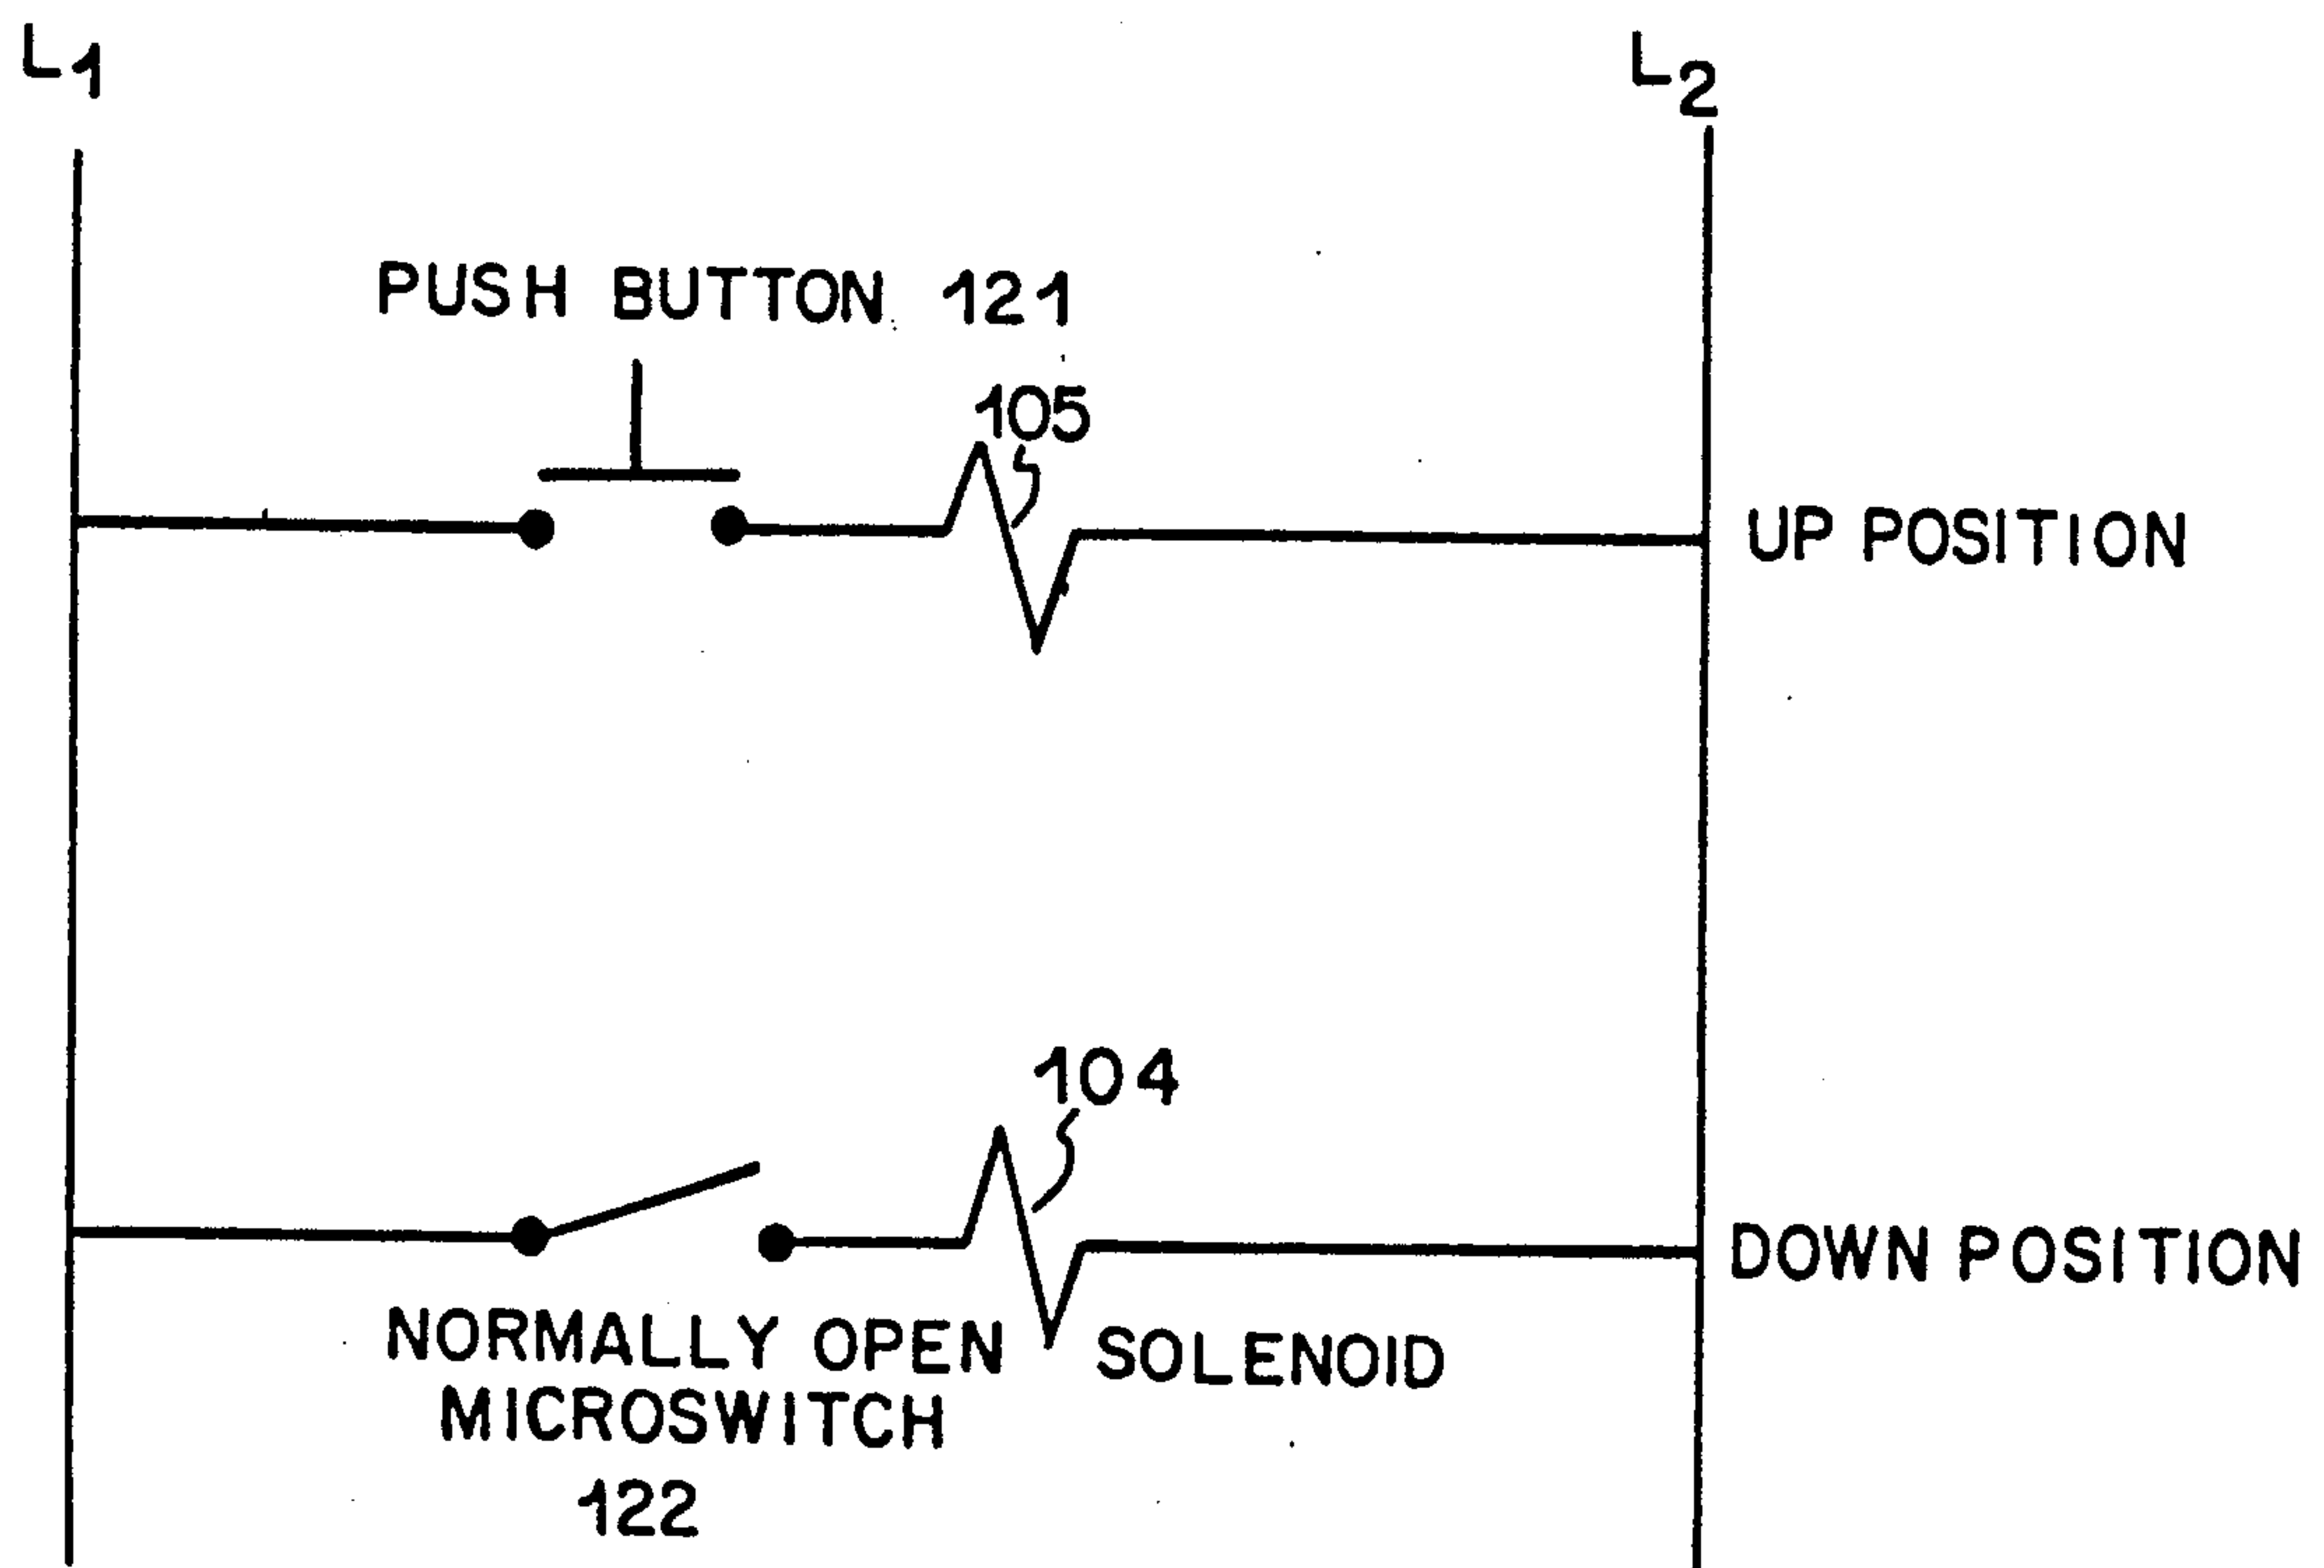 L1
L2
PUSH BUTTON 121
105
UP POSITION
104
DOWN POSITION
NORMALLY OPEN
MICROSWITCH
122
SOLENOID